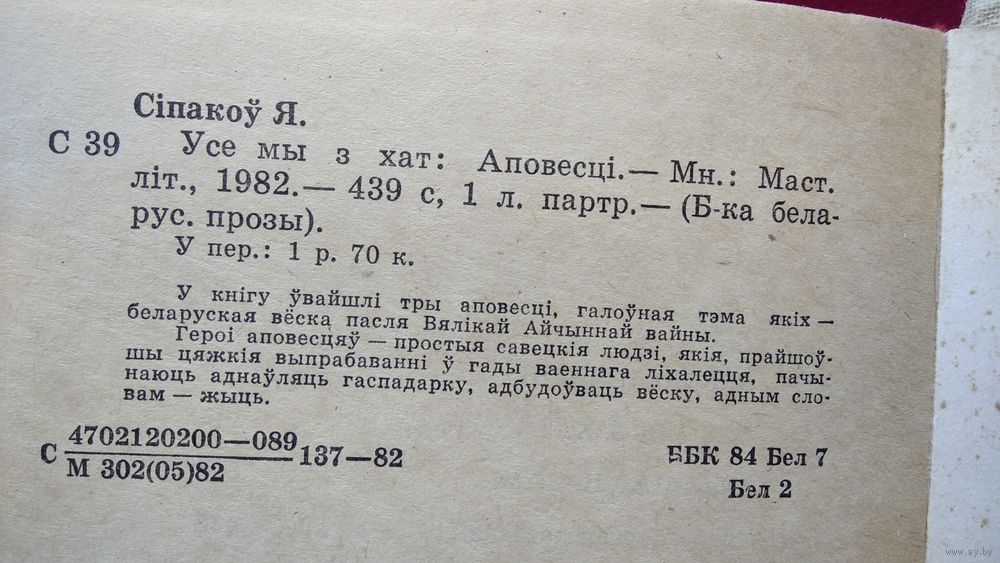 Сіпакоў Я.
С 39 Усе мы з хат: Аповесці.— Мн.: Маст.
літ., 1982.— 439 с, 1 л. партр.— (Б-ка бела-
рус. прозы).
У пер.: 1 р. 70 к.
У кнігу ўвайшлі тры аповесці, галоўная тэма якіх —
беларуская вёска пасля Вялікай Айчыннай вайны.
Героі аповесцяў — простыя савецкія людзі, якія, прайшоў-
шы цяжкія выпрабаванні ў гады ваеннага ліхалецця, пачы-
наюць аднаўляць гаспадарку, адбудоўваць вёску, адным сло-
вам — жыць.
С 4702120200—089 137—82
М 302(05)82
ББК 84 Бел 7
Бел 2
www.ay.by